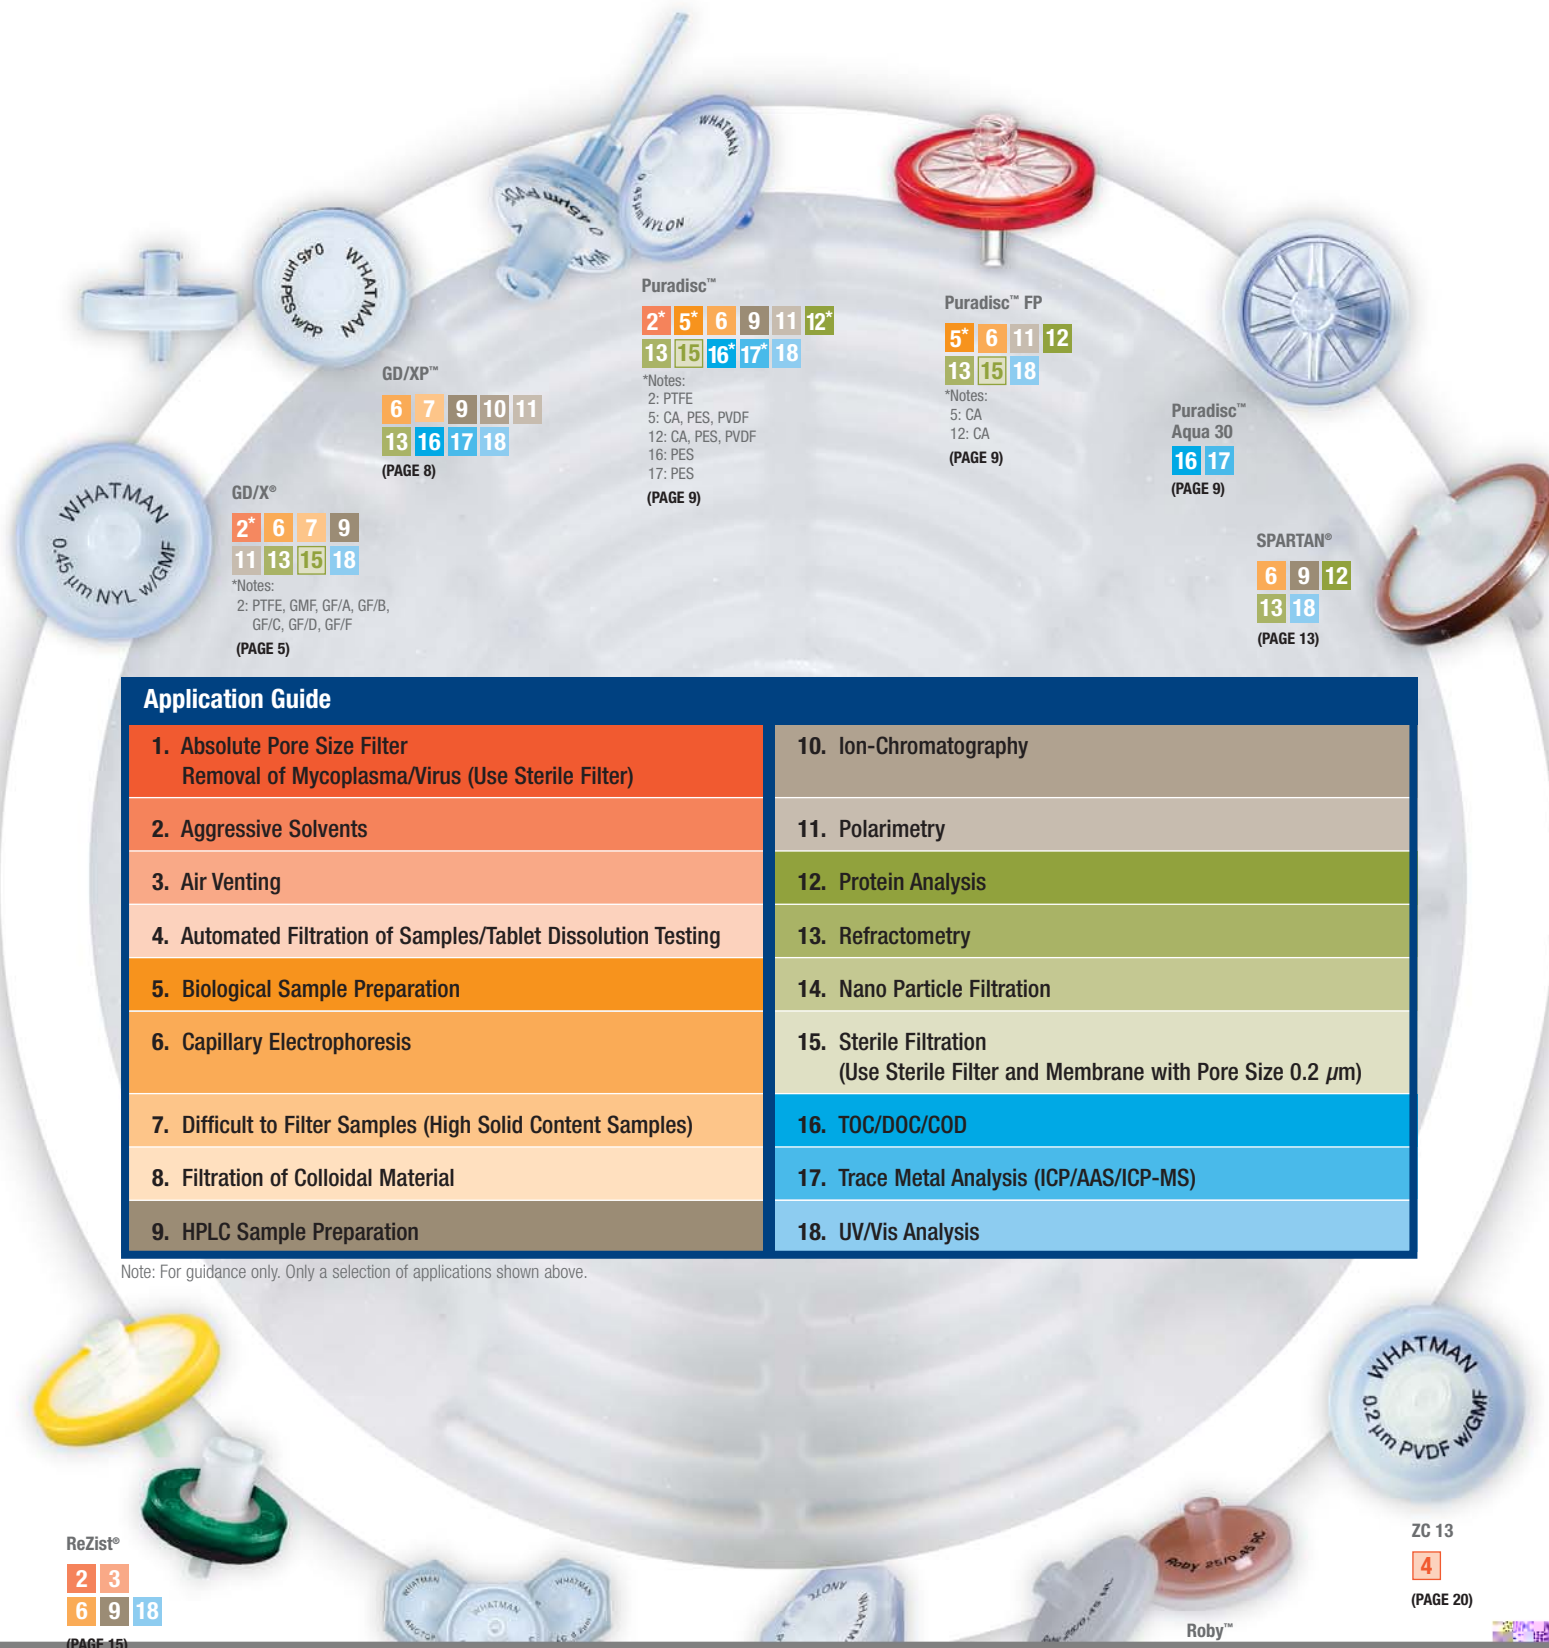 WHATMAN
0.45 µm NYLON
WHATMAN
0.45 µm PES w/PP
Puradisc™
2* 5* 6 9 11 12*
13 15 16* 17* 18
*Notes:
2: PTFE
5: CA, PES, PVDF
12: CA, PES, PVDF
16: PES
17: PES
(PAGE 9)
Puradisc™ FP
5* 6 11 12
13 15 18
*Notes:
5: CA
12: CA
(PAGE 9)
GD/XP™
6 7 9 10 11
13 16 17 18
(PAGE 8)
Puradisc™
Aqua 30
16 17
(PAGE 9)
WHATMAN
0.45 µm NYL w/GMF
GD/X®
2* 6 7 9
11 13 15 18
*Notes:
2: PTFE, GMF, GF/A, GF/B,
GF/C, GF/D, GF/F
(PAGE 5)
SPARTAN®
6 9 12
13 18
(PAGE 13)
Application Guide
1. Absolute Pore Size Filter
Removal of Mycoplasma/Virus (Use Sterile Filter)
2. Aggressive Solvents
3. Air Venting
4. Automated Filtration of Samples/Tablet Dissolution Testing
5. Biological Sample Preparation
6. Capillary Electrophoresis
7. Difficult to Filter Samples (High Solid Content Samples)
8. Filtration of Colloidal Material
9. HPLC Sample Preparation
10. Ion-Chromatography
11. Polarimetry
12. Protein Analysis
13. Refractometry
14. Nano Particle Filtration
15. Sterile Filtration
(Use Sterile Filter and Membrane with Pore Size 0.2 µm)
16. TOC/DOC/COD
17. Trace Metal Analysis (ICP/AAS/ICP-MS)
18. UV/Vis Analysis
Note: For guidance only. Only a selection of applications shown above.
WHATMAN
0.2 µm PVDF w/GMF
ZC 13
4
(PAGE 20)
ReZist®
2 3
6 9 18
(PAGE 15)
WHATMAN
WHATMAN
WHATMAN
Roby 25/0.45 RC
Roby™